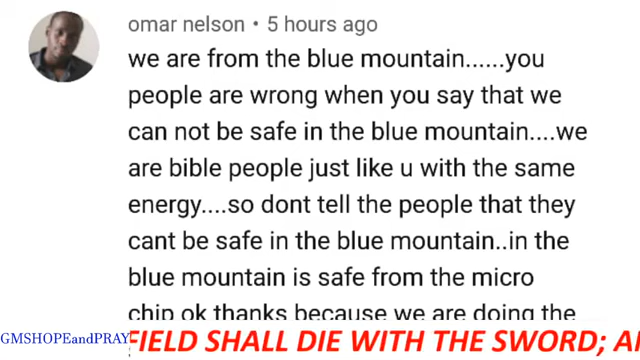 omar nelson • 5 hours ago
we are from the blue mountain......you
people are wrong when you say that we
can not be safe in the blue mountain....we
are bible people just like u with the same
energy....so dont tell the people that they
cant be safe in the blue mountain..in the
blue mountain is safe from the micro
chip ok thanks because we are doing the
GMSHOPEandPRAY FIELD SHALL DIE WITH THE SWORD;